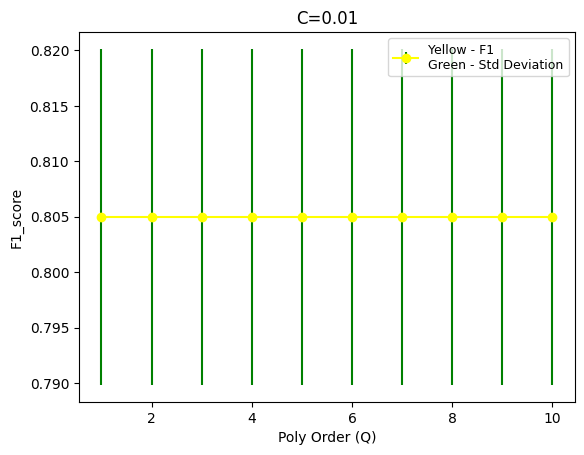 C=0.01
Yellow - F1
Green - Std Deviation
F1_score
0.820
0.815
0.810
0.805
0.800
0.795
0.790
2
4
6
8
10
Poly Order (Q)